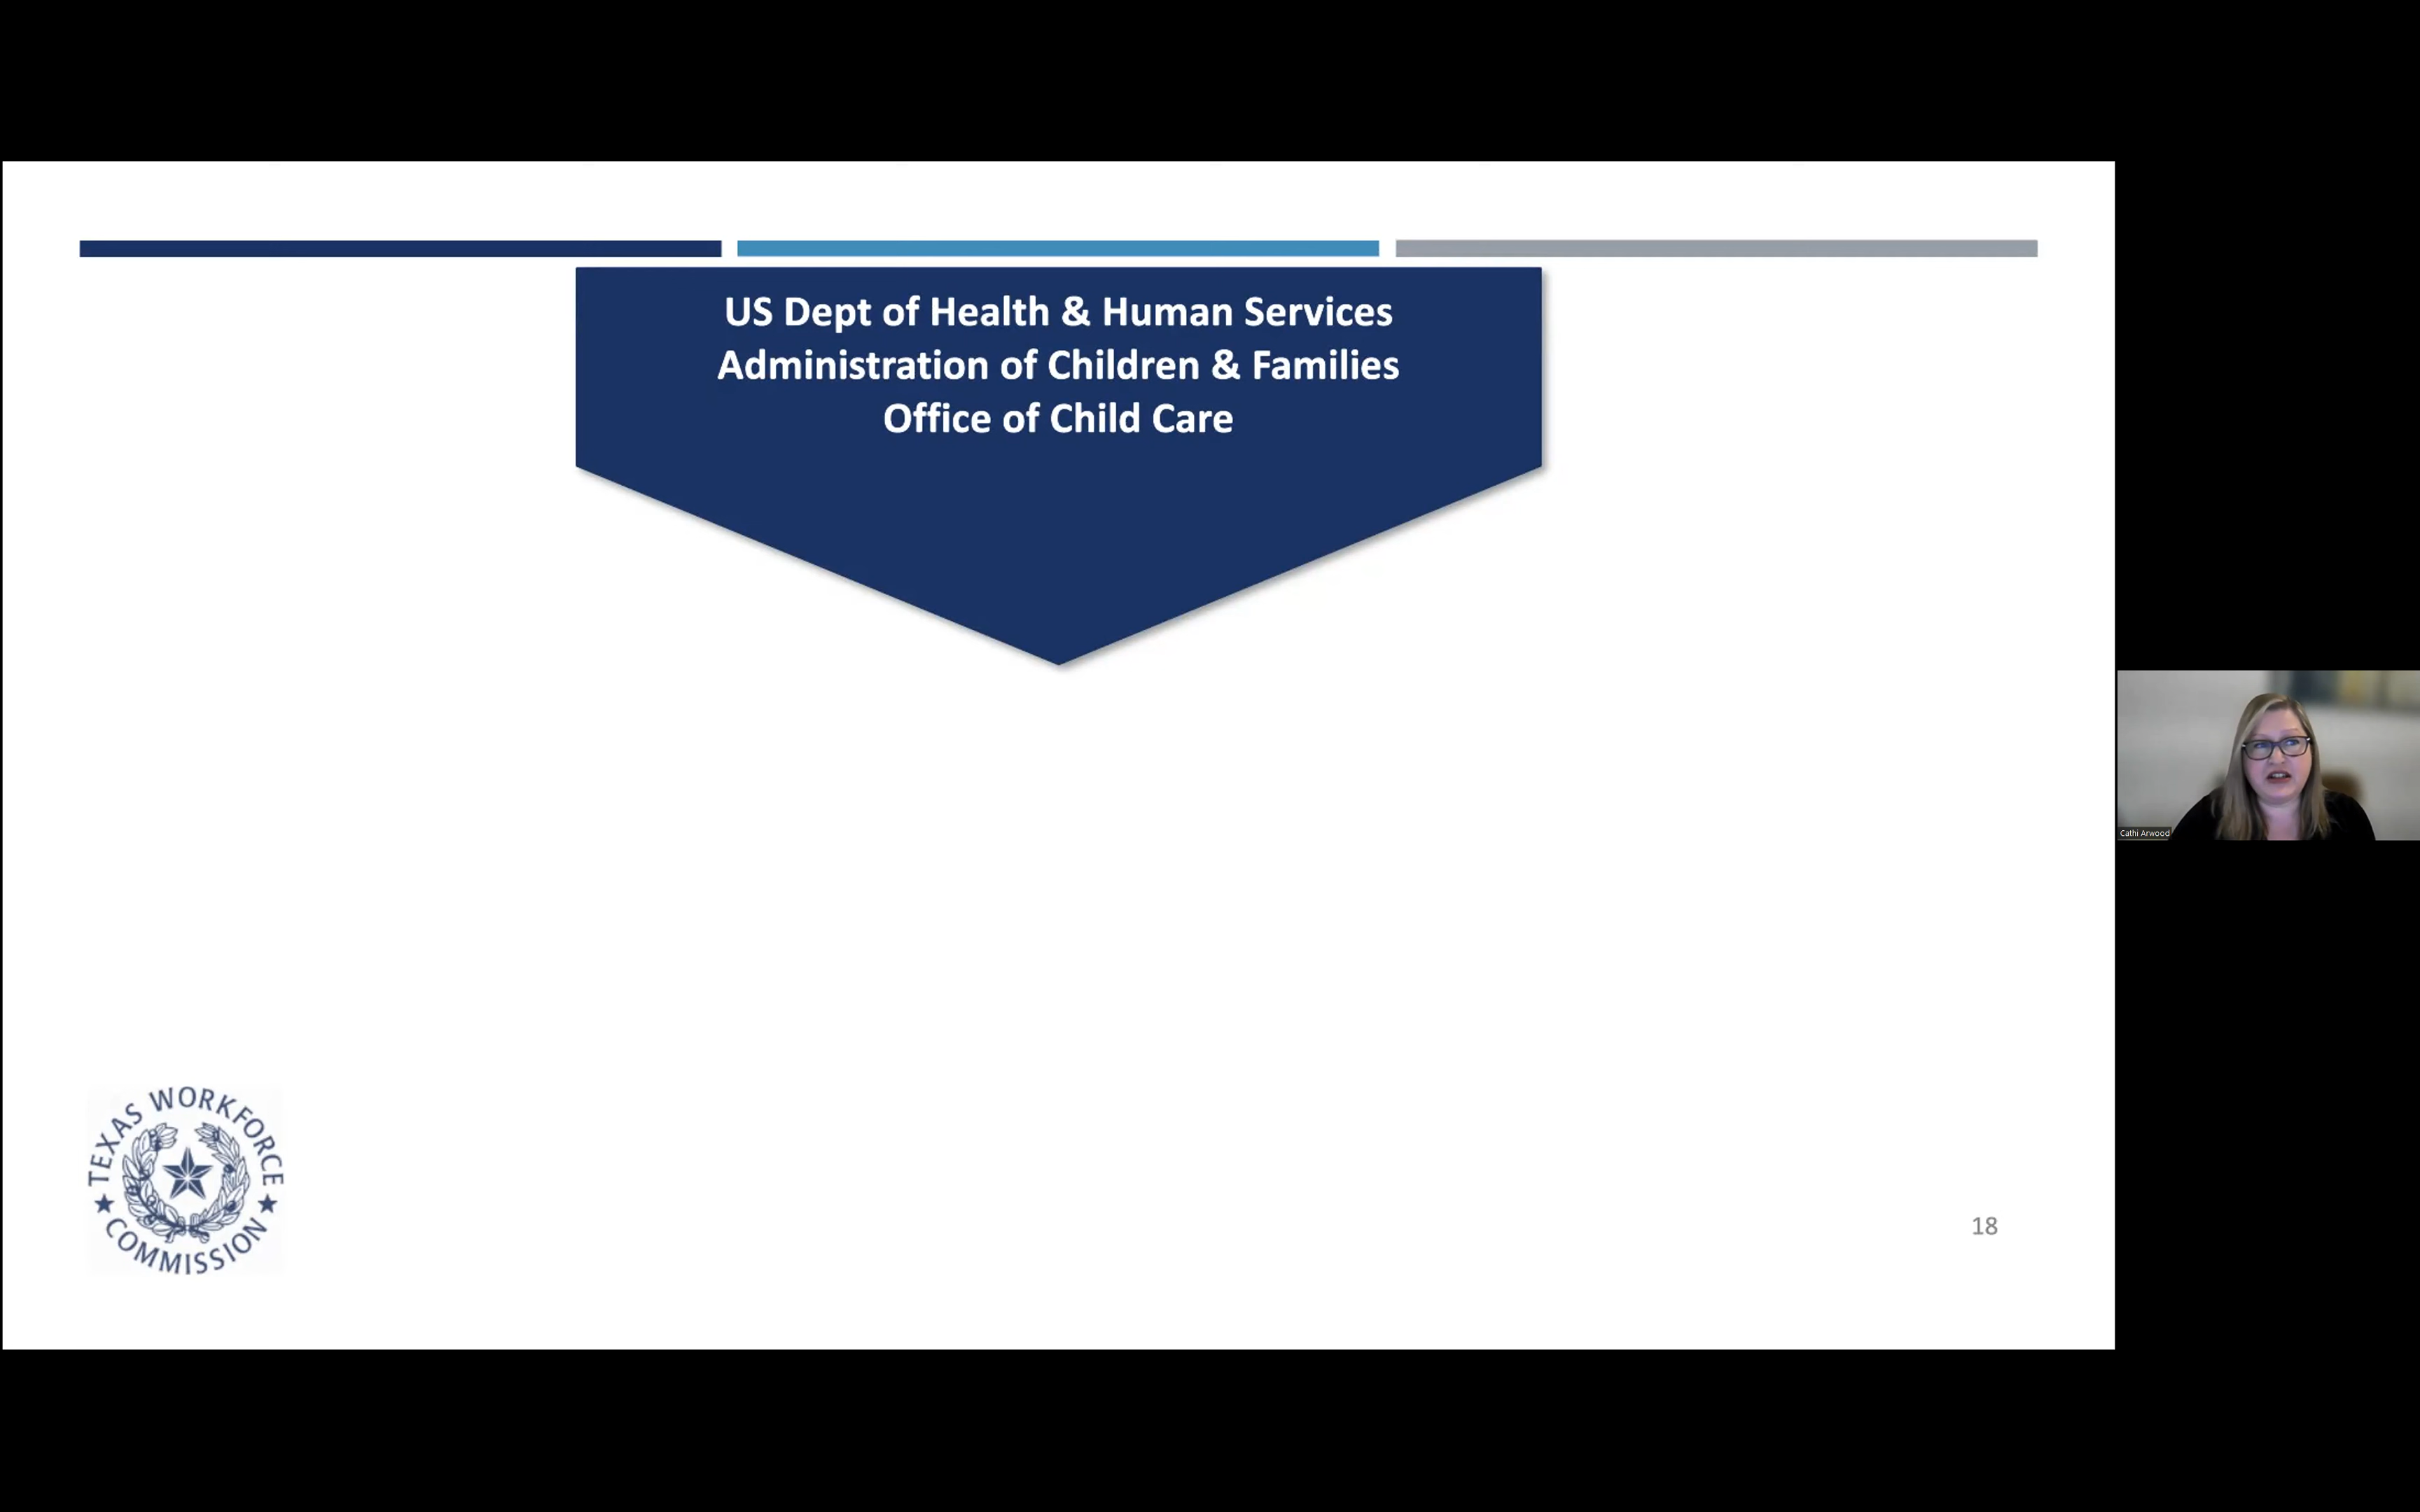 US Dept of Health & Human Services
Administration of Children & Families
Office of Child Care
Cathi Arwood
TEXAS WORKFORCE
COMMISSION
18